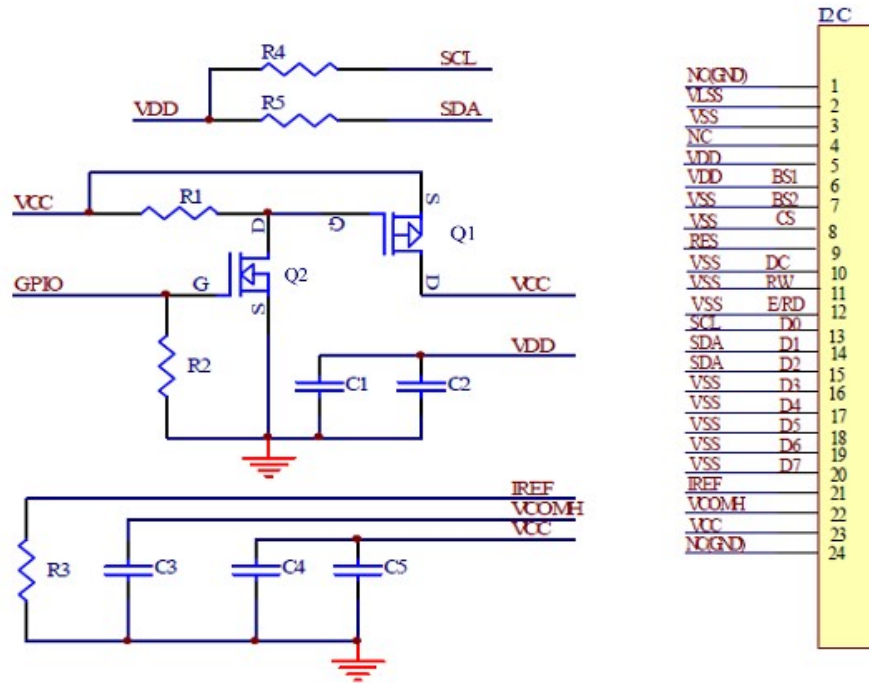 I2C
R4 SCL
VDD R5 SDA
VCC R1 D G S Q1
D VCC
GPIO G Q2 S
R2
VDD
C1 C2
IREF
VCOMH
VCC
R3 C3 C4 C5
NC(GND) 1
VLSS 2
VSS 3
NC 4
VDD 5
VDD BS1 6
VSS BS2 7
VSS CS 8
RES 9
VSS DC 10
VSS RW 11
VSS E/RD 12
SCL D0 13
SDA D1 14
SDA D2 15
VSS D3 16
VSS D4 17
VSS D5 18
VSS D6 19
VSS D7 20
IREF 21
VCOMH 22
VCC 23
NC(GND) 24